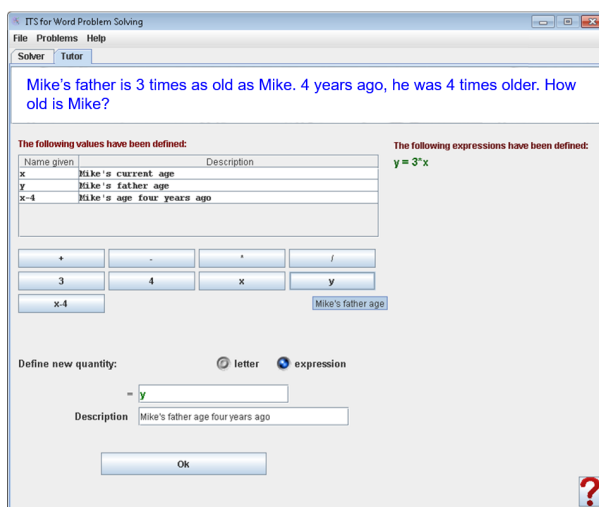 ITS for Word Problem Solving
File Problems Help
Solver Tutor
Mike's father is 3 times as old as Mike. 4 years ago, he was 4 times older. How
old is Mike?
The following values have been defined:
The following expressions have been defined:
Name given Description
y = 3*x
x Mike's current age
y Mike's father age
x-4 Mike's age four years ago
+ - * /
3 4 x y
x-4 Mike's father age
Define new quantity: letter expression
= y
Description Mike's father age four years ago
Ok
?